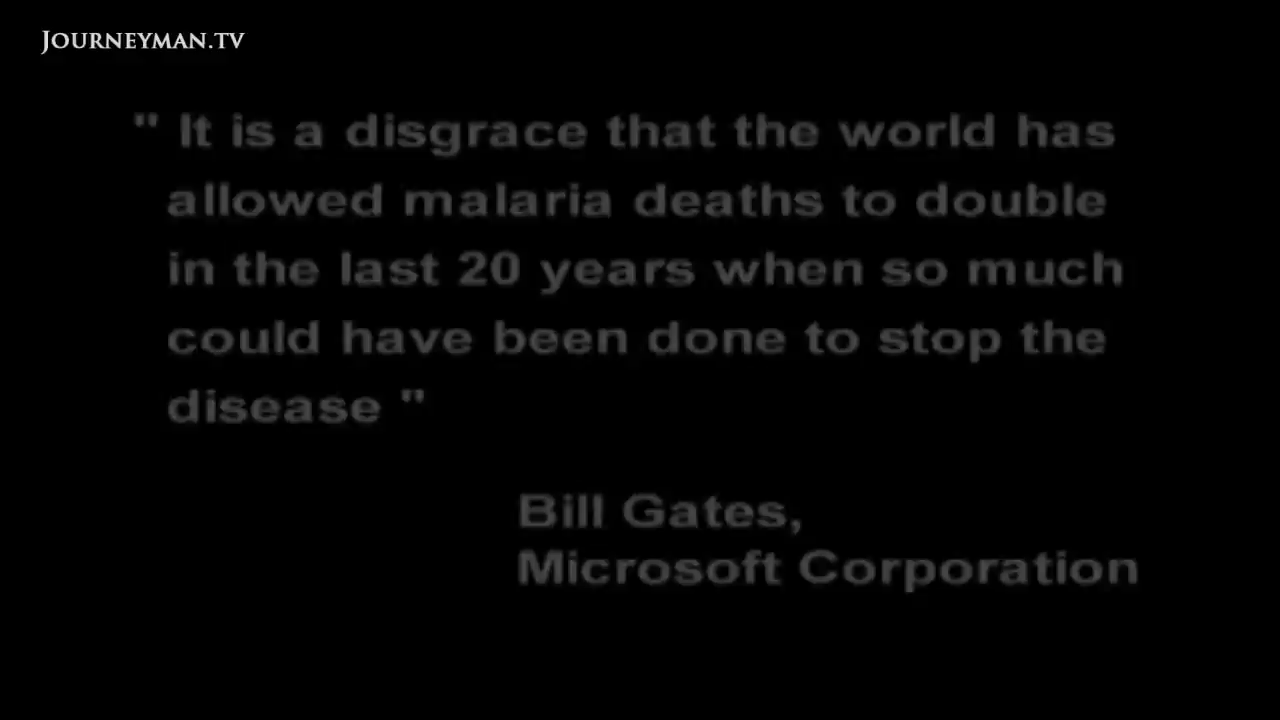 JOURNEYMAN.TV
" It is a disgrace that the world has
allowed malaria deaths to double
in the last 20 years when so much
could have been done to stop the
disease "
Bill Gates,
Microsoft Corporation